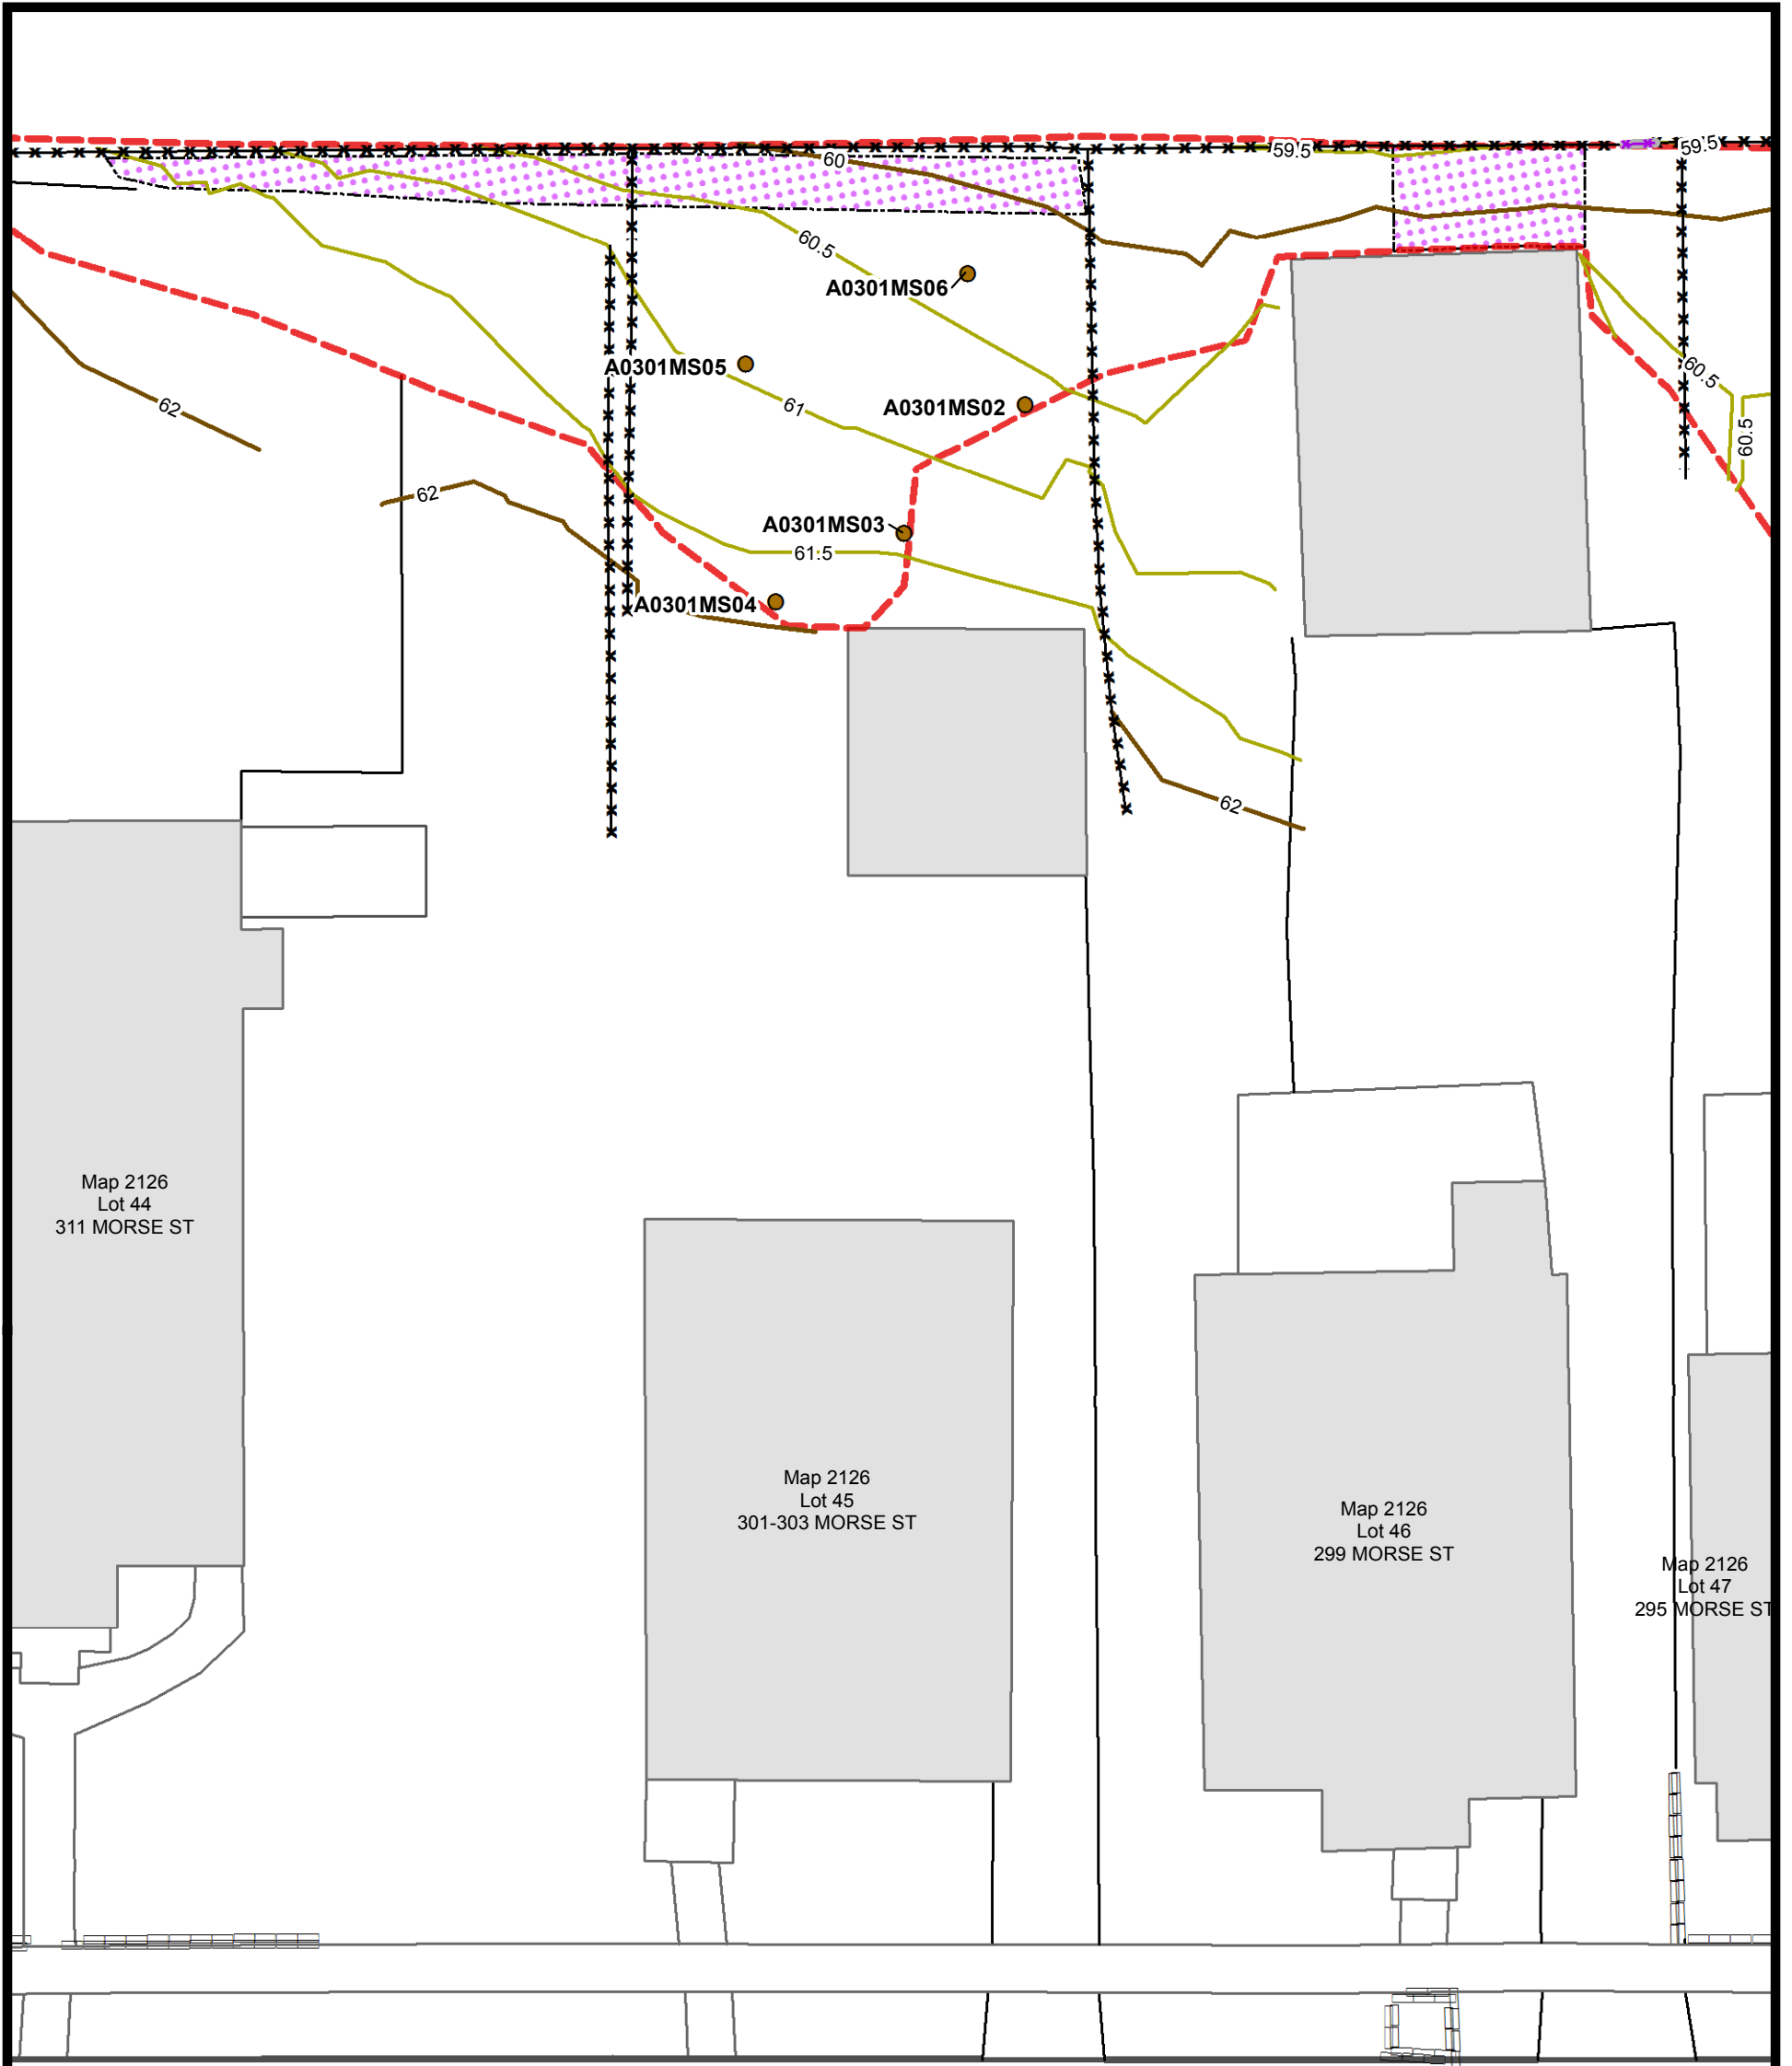 59.5
59.5
60
60.5
A0301MS06
A0301MS05
60.5
62
A0301MS02
61
60.5
62
A0301MS03
61.5
A0301MS04
62
Map 2126
Lot 44
311 MORSE ST
Map 2126
Lot 45
301-303 MORSE ST
Map 2126
Lot 46
299 MORSE ST
Map 2126
Lot 47
295 MORSE ST